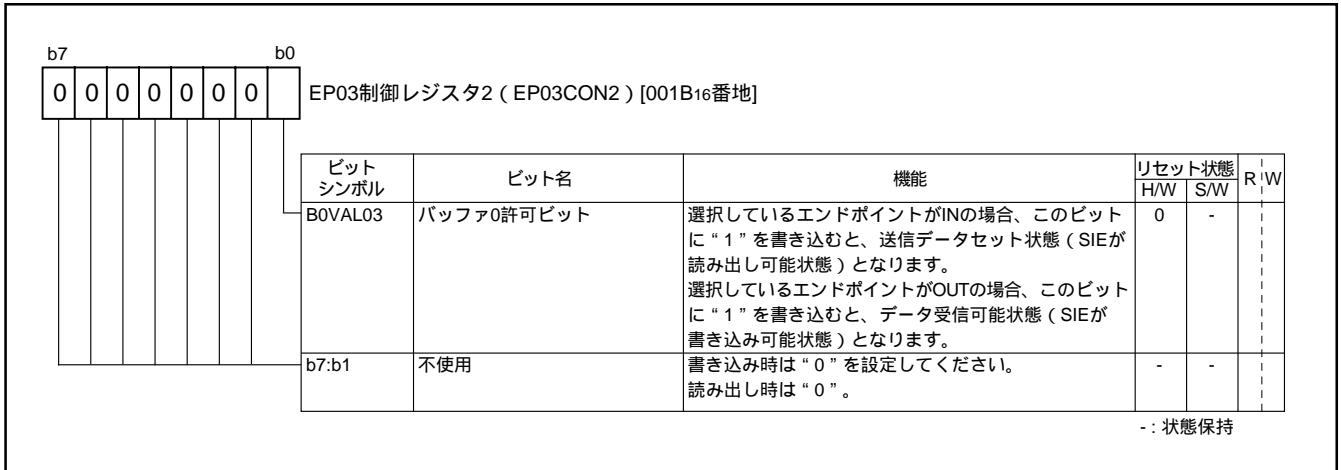 b7 b0
0 0 0 0 0 0 0 EP03制御レジスタ2（EP03CON2）[001B16番地]
ビットシンボル ビット名 機能 リセット状態 H/W S/W R W
B0VAL03 バッファ0許可ビット 選択しているエンドポイントがINの場合、このビット 0 -
に“1”を書き込むと、送信データセット状態（SIEが
読み出し可能状態）となります。
選択しているエンドポイントがOUTの場合、このビット
に“1”を書き込むと、データ受信可能状態（SIEが
書き込み可能状態）となります。
b7:b1 不使用 書き込み時は“0”を設定してください。 - -
読み出し時は“0”。
-：状態保持